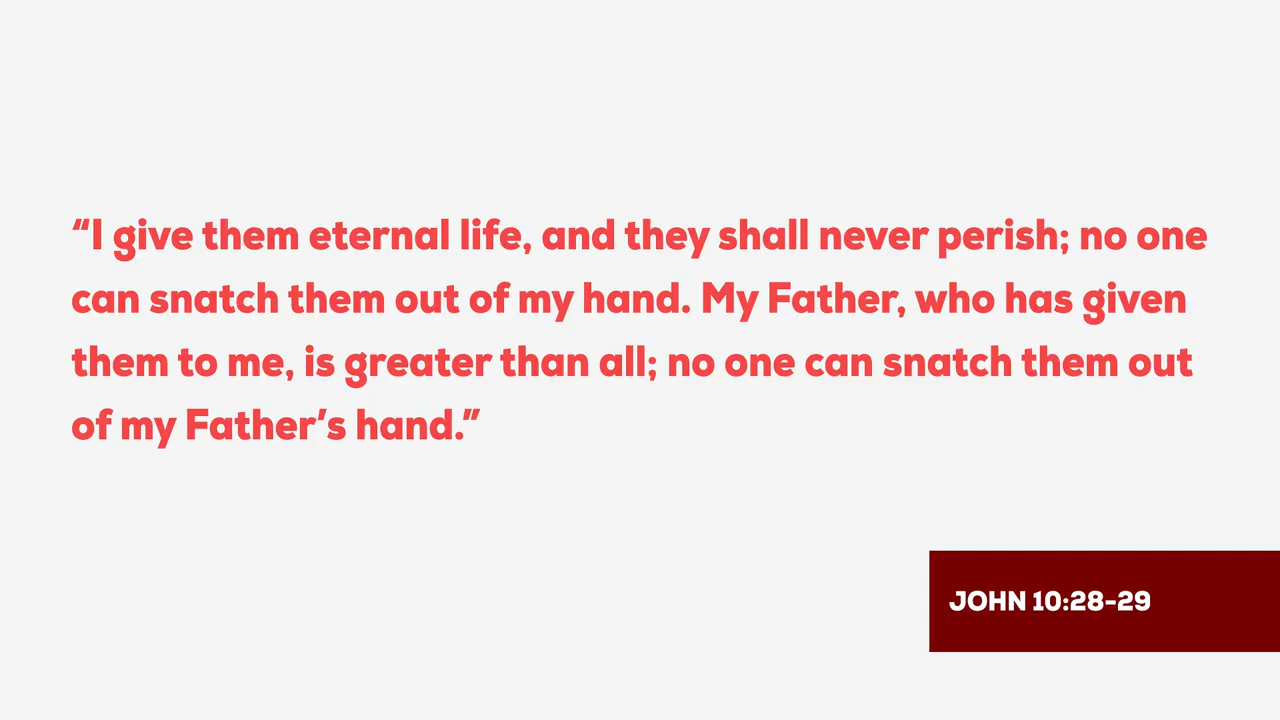 “I give them eternal life, and they shall never perish; no one
can snatch them out of my hand. My Father, who has given
them to me, is greater than all; no one can snatch them out
of my Father’s hand.”
JOHN 10:28-29